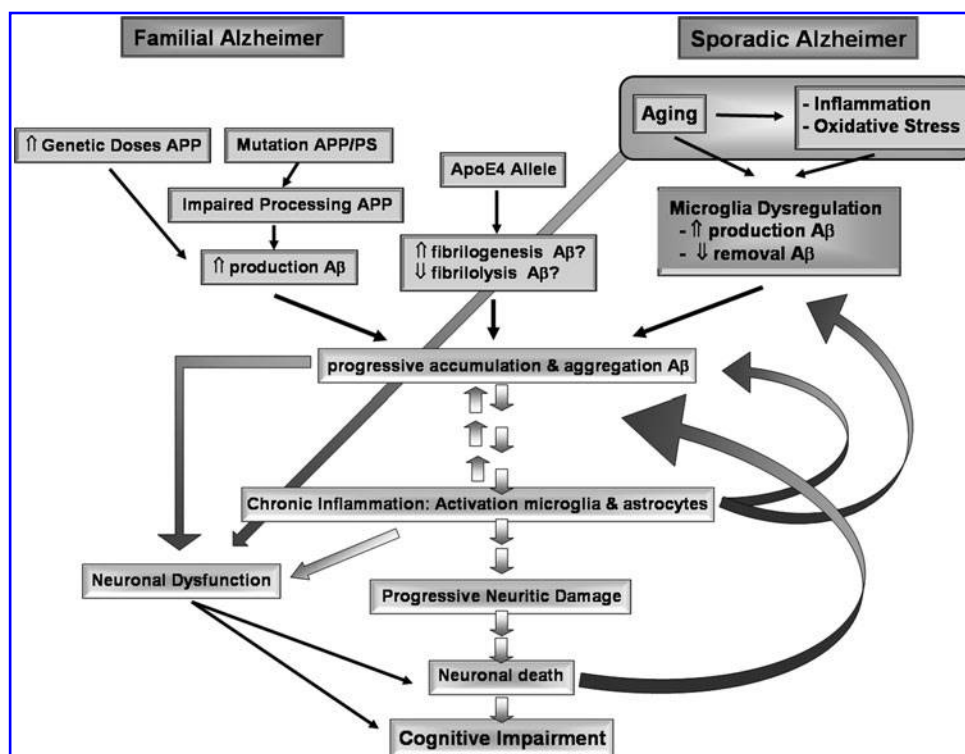 Familial Alzheimer
Sporadic Alzheimer
Aging
- Inflammation
- Oxidative Stress
⇑ Genetic Doses APP
Mutation APP/PS
ApoE4 Allele
Impaired Processing APP
Microglia Dysregulation
- ⇑ production Aβ
- ⇓ removal Aβ
⇑ production Aβ
⇑ fibrilogenesis Aβ?
⇓ fibrilolysis Aβ?
progressive accumulation & aggregation Aβ
Chronic Inflammation: Activation microglia & astrocytes
Neuronal Dysfunction
Progressive Neuritic Damage
Neuronal death
Cognitive Impairment